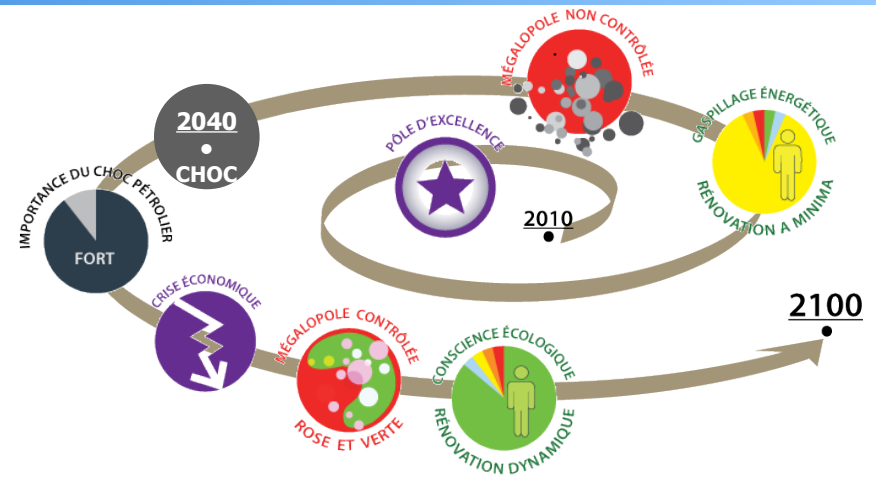 2010
PÔLE D'EXCELLENCE
GASPILLAGE ÉNERGÉTIQUE
RÉNOVATION A MINIMA
MÉGALOPOLE NON CONTRÔLÉE
2040
CHOC
IMPORTANCE DU CHOC PÉTROLIER
FORT
CRISE ÉCONOMIQUE
MÉGALOPOLE CONTRÔLÉE
ROSE ET VERTE
CONSCIENCE ÉCOLOGIQUE
RÉNOVATION DYNAMIQUE
2100